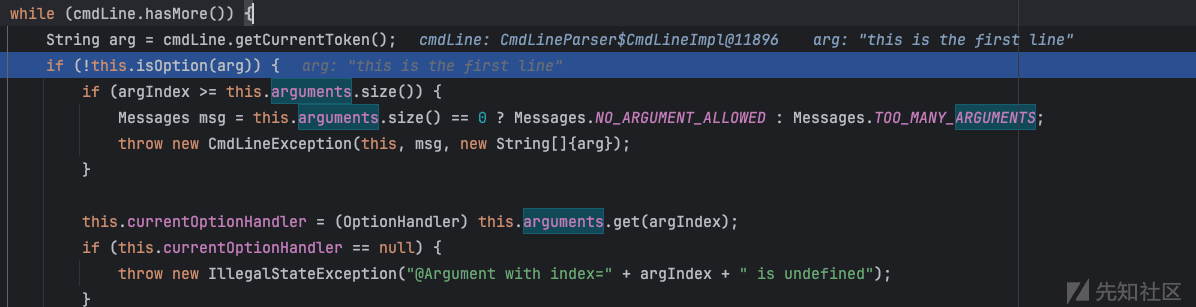 while (cmdLine.hasMore()) {
String arg = cmdLine.getCurrentToken(); cmdLine: CmdLineParser$CmdLineImpl@11896 arg: "this is the first line"
if (!this.isOption(arg)) { arg: "this is the first line"
if (argIndex >= this.arguments.size()) {
Messages msg = this.arguments.size() == 0 ? Messages.NO_ARGUMENT_ALLOWED : Messages.TOO_MANY_ARGUMENTS;
throw new CmdLineException(this, msg, new String[]{arg});
}
this.currentOptionHandler = (OptionHandler) this.arguments.get(argIndex);
if (this.currentOptionHandler == null) {
throw new IllegalStateException("@Argument with index=" + argIndex + " is undefined");
}
先知社区